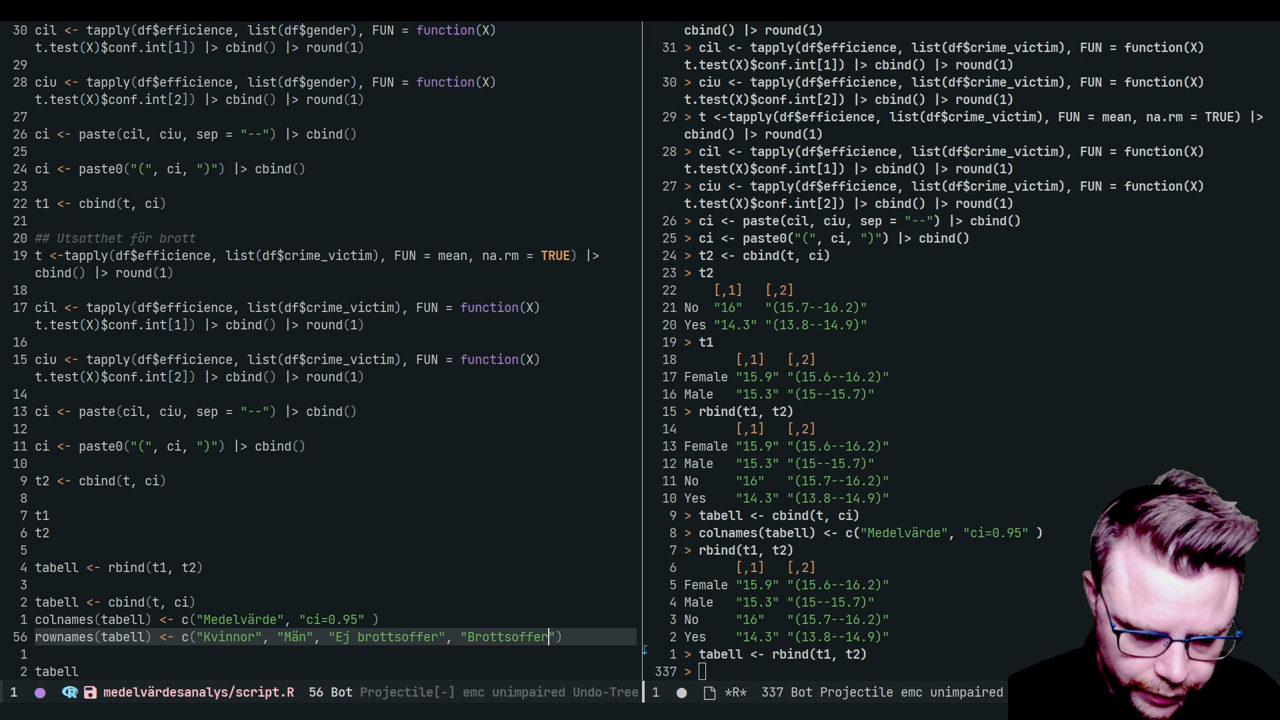 30 cil <- tapply(df$efficience, list(df$gender), FUN = function(X)
t.test(X)$conf.int[1]) |> cbind() |> round(1)
29
28 ciu <- tapply(df$efficience, list(df$gender), FUN = function(X)
t.test(X)$conf.int[2]) |> cbind() |> round(1)
27
26 ci <- paste(cil, ciu, sep = "--") |> cbind()
25
24 ci <- paste0("(", ci, ")") |> cbind()
23
22 t1 <- cbind(t, ci)
21
20 ## Utsatthet för brott
19 t <-tapply(df$efficience, list(df$crime_victim), FUN = mean, na.rm = TRUE) |>
cbind() |> round(1)
18
17 cil <- tapply(df$efficience, list(df$crime_victim), FUN = function(X)
t.test(X)$conf.int[1]) |> cbind() |> round(1)
16
15 ciu <- tapply(df$efficience, list(df$crime_victim), FUN = function(X)
t.test(X)$conf.int[2]) |> cbind() |> round(1)
14
13 ci <- paste(cil, ciu, sep = "--") |> cbind()
12
11 ci <- paste0("(", ci, ")") |> cbind()
10
9 t2 <- cbind(t, ci)
8
7 t1
6 t2
5
4 tabell <- rbind(t1, t2)
3
2 tabell <- cbind(t, ci)
1 colnames(tabell) <- c("Medelvärde", "ci=0.95" )
56 rownames(tabell) <- c("Kvinnor", "Män", "Ej brottsoffer", "Brottsoffer")
1
2 tabell
1 medelvärdesanalys/script.R 56 Bot Projectile[-] emc unimpaired Undo-Tree
cbind() |> round(1)
31 > cil <- tapply(df$efficience, list(df$crime_victim), FUN = function(X)
t.test(X)$conf.int[1]) |> cbind() |> round(1)
30 > ciu <- tapply(df$efficience, list(df$crime_victim), FUN = function(X)
t.test(X)$conf.int[2]) |> cbind() |> round(1)
29 > t <-tapply(df$efficience, list(df$crime_victim), FUN = mean, na.rm = TRUE) |>
cbind() |> round(1)
28 > cil <- tapply(df$efficience, list(df$crime_victim), FUN = function(X)
t.test(X)$conf.int[1]) |> cbind() |> round(1)
27 > ciu <- tapply(df$efficience, list(df$crime_victim), FUN = function(X)
t.test(X)$conf.int[2]) |> cbind() |> round(1)
26 > ci <- paste(cil, ciu, sep = "--") |> cbind()
25 > ci <- paste0("(", ci, ")") |> cbind()
24 > t2 <- cbind(t, ci)
23 > t2
22 [,1] [,2]
21 No "16" "(15.7--16.2)"
20 Yes "14.3" "(13.8--14.9)"
19 > t1
18 [,1] [,2]
17 Female "15.9" "(15.6--16.2)"
16 Male "15.3" "(15--15.7)"
15 > rbind(t1, t2)
14 [,1] [,2]
13 Female "15.9" "(15.6--16.2)"
12 Male "15.3" "(15--15.7)"
11 No "16" "(15.7--16.2)"
10 Yes "14.3" "(13.8--14.9)"
9 > tabell <- cbind(t, ci)
8 > colnames(tabell) <- c("Medelvärde", "ci=0.95" )
7 > rbind(t1, t2)
6 [,1] [,2]
5 Female "15.9" "(15.6--16.2)"
4 Male "15.3" "(15--15.7)"
3 No "16" "(15.7--16.2)"
2 Yes "14.3" "(13.8--14.9)"
1 > tabell <- rbind(t1, t2)
337 >
1 *R* 337 Bot Projectile emc unimpaired